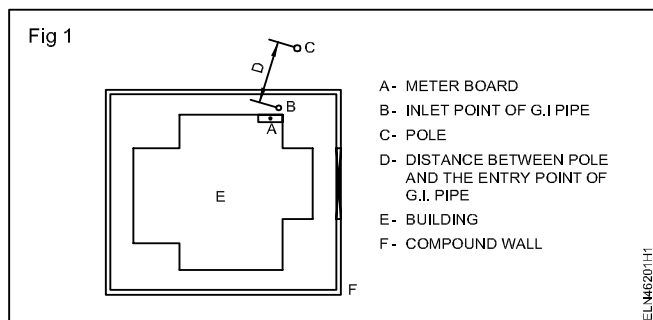 Fig 1
C
D
B
A
E
F
A- METER BOARD
B- INLET POINT OF G.I PIPE
C- POLE
D- DISTANCE BETWEEN POLE
AND THE ENTRY POINT OF
G.I. PIPE
E- BUILDING
F- COMPOUND WALL
ELN46201H1